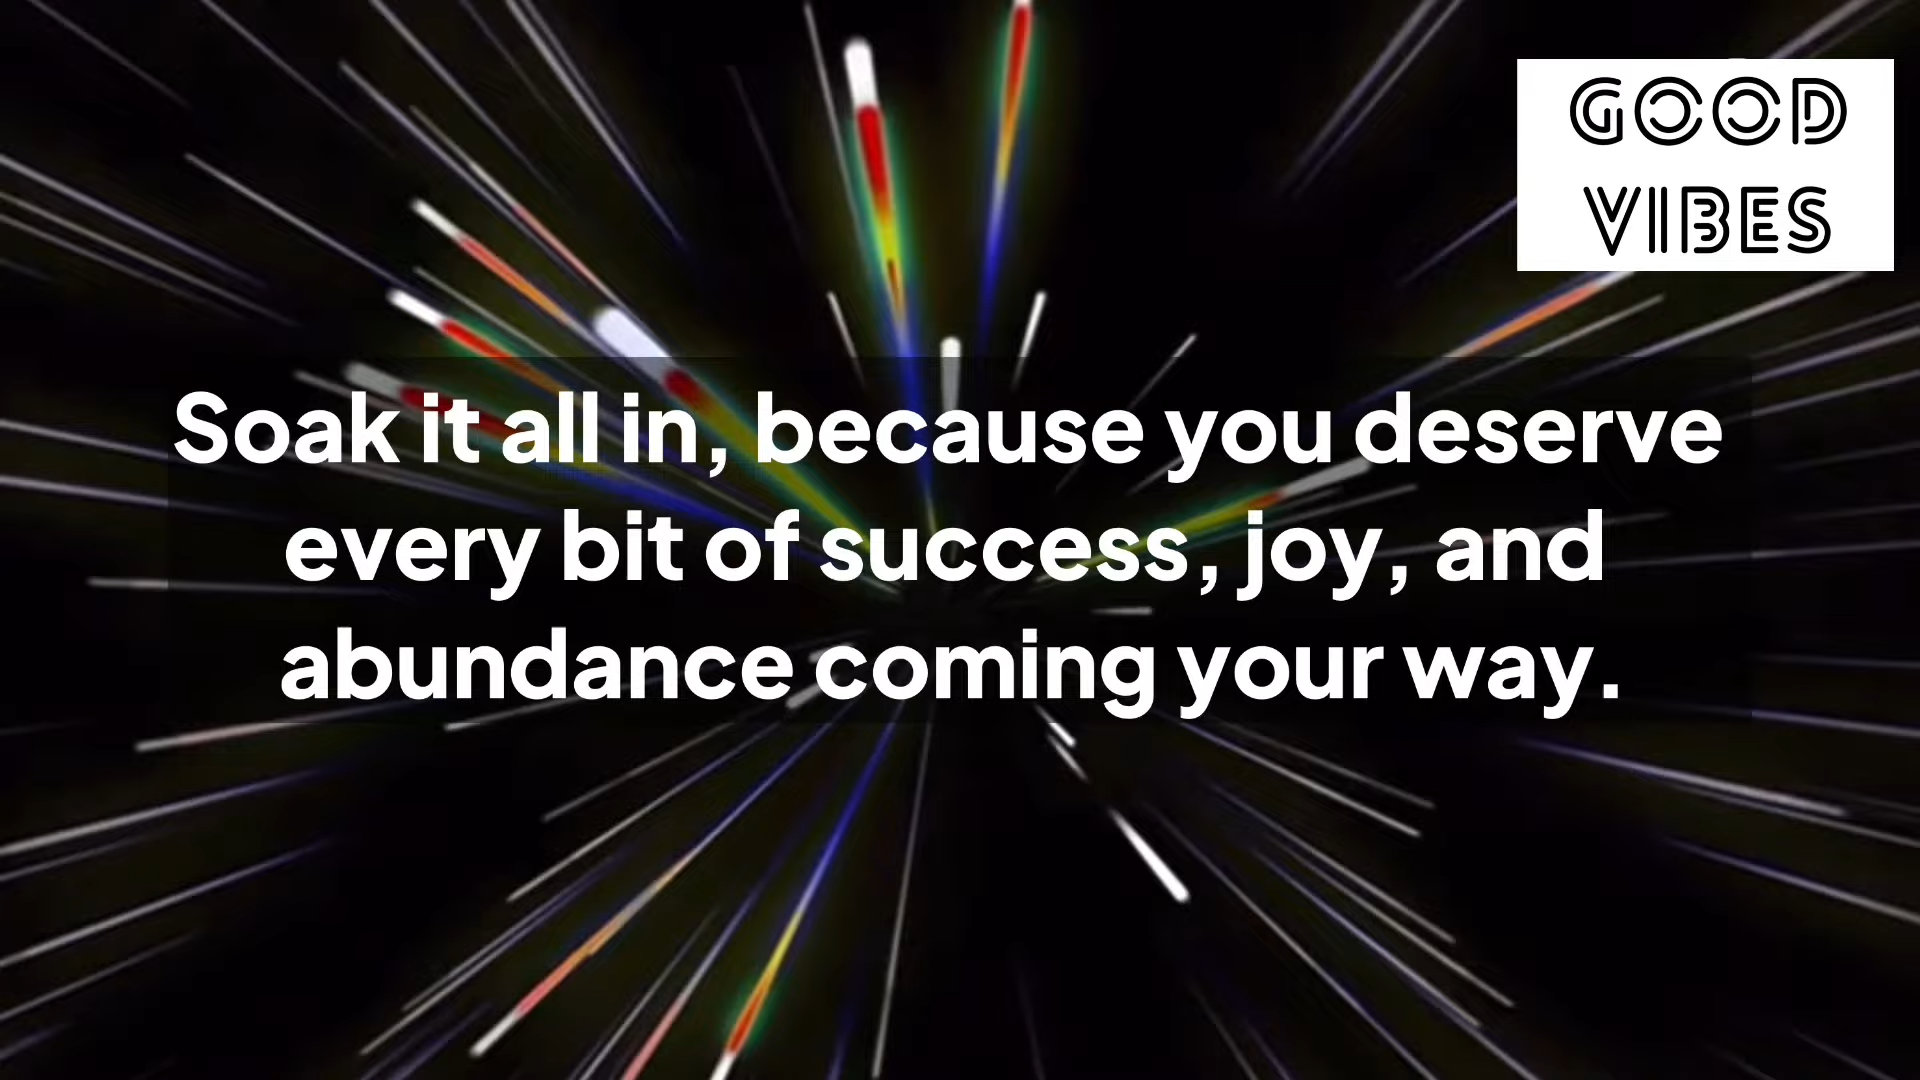 GOOD
VIBES
Soak it all in, because you deserve
every bit of success, joy, and
abundance coming your way.